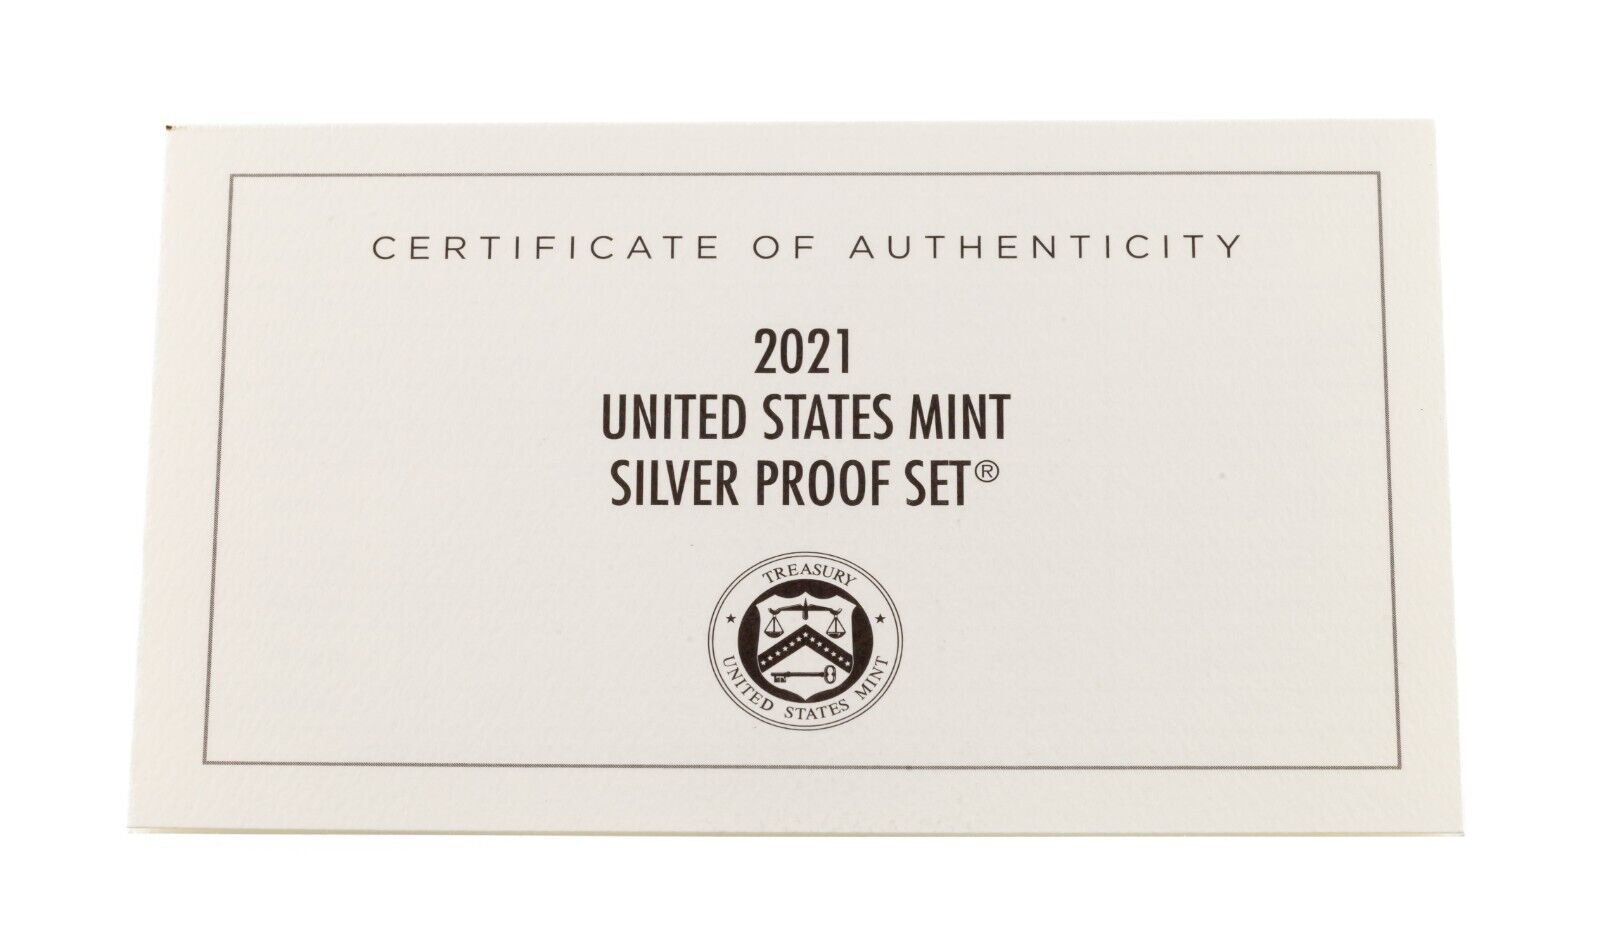 CERTIFICATE OF AUTHENTICITY
2021
UNITED STATES MINT
SILVER PROOF SET®
TREASURY
UNITED STATES MINT